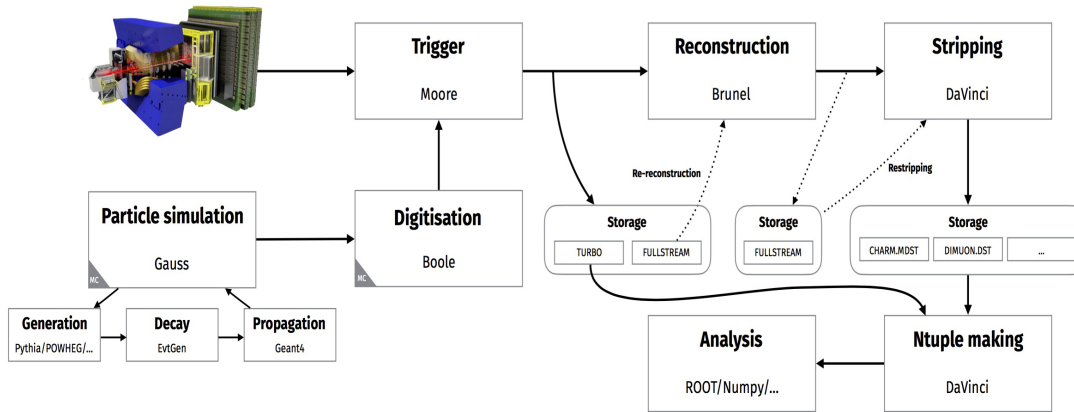 Trigger
Moore
Reconstruction
Brunel
Stripping
DaVinci
Re-reconstruction
Restripping
Particle simulation
Gauss
MC
Digitisation
Boole
MC
Storage
TURBO
FULLSTREAM
Storage
FULLSTREAM
Storage
CHARM.MDST
DIMUON.DST
...
Generation
Pythia/POWHEG/...
Decay
EvtGen
Propagation
Geant4
Analysis
ROOT/Numpy/...
Ntuple making
DaVinci